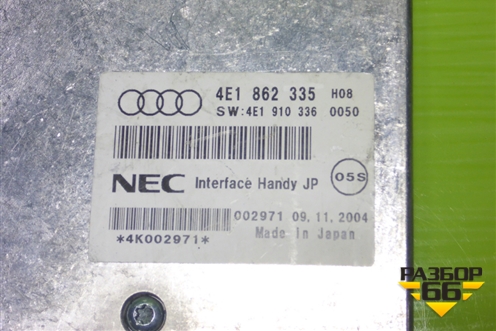 4E1 862 335 H08
SW:4E1 910 336 0050
NEC Interface Handy JP 05S
002971 09.11.2004
*4K002971* Made In Japan
РАЗБОР
66